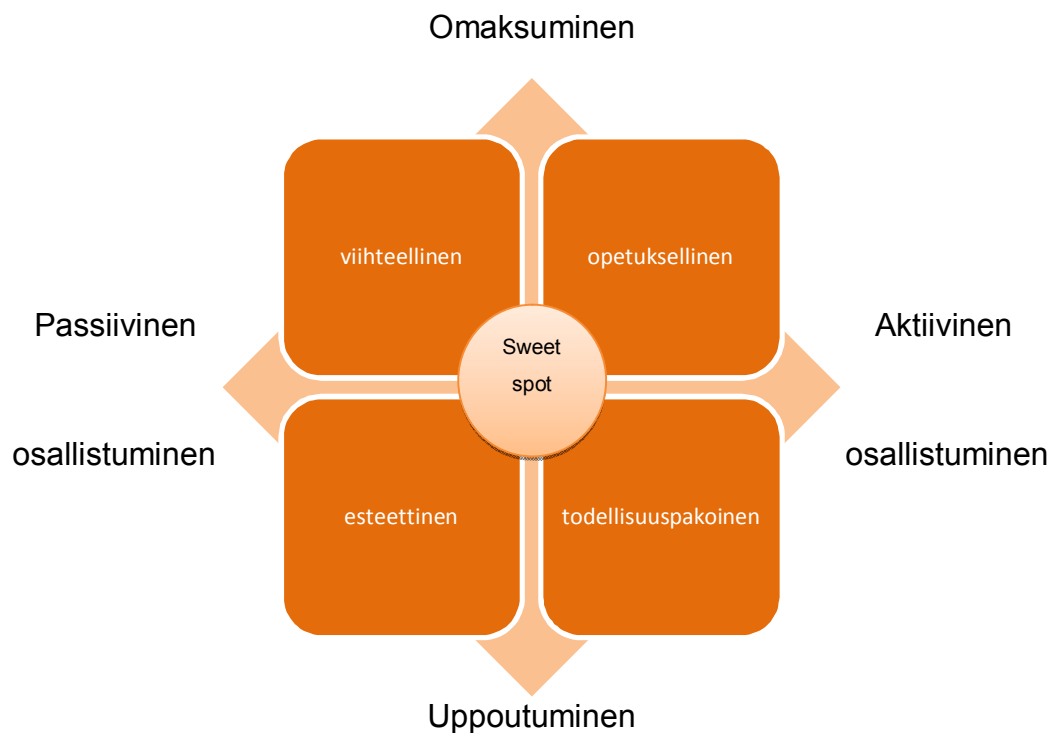 Omaksuminen
viihteellinen
opetuksellinen
Passiivinen
osallistuminen
Sweet
spot
Aktiivinen
osallistuminen
esteettinen
todellisuuspakoinen
Uppoutuminen